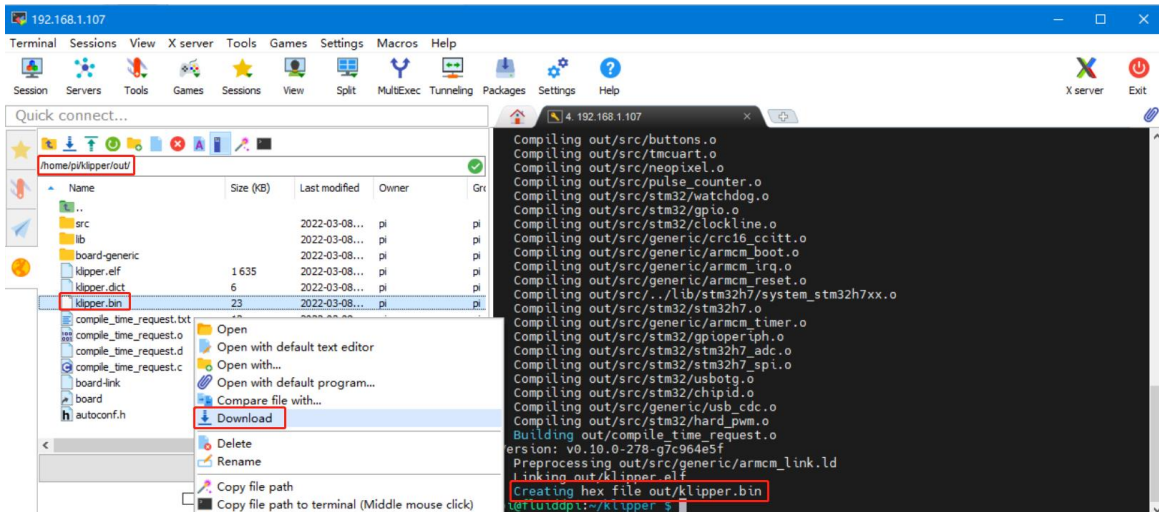 192.168.1.107
Terminal Sessions View X server Tools Games Settings Macros Help
Session Servers Tools Games Sessions View Split MultiExec Tunneling Packages Settings Help X server Exit
Quick connect...
4. 192.168.1.107
/home/pi/klipper/out/
Name Size (KB) Last modified Owner Grc
..
src 2022-03-08... pi pi
lib 2022-03-08... pi pi
board-generic 2022-03-08... pi pi
klipper.elf 1 635 2022-03-08... pi pi
klipper.dict 6 2022-03-08... pi pi
klipper.bin 23 2022-03-08... pi pi
compile_time_request.txt
compile_time_request.o
compile_time_request.d
compile_time_request.c
board-link
board
autoconf.h
Open
Open with default text editor
Open with...
Open with default program...
Compare file with...
Download
Delete
Rename
Copy file path
Copy file path to terminal (Middle mouse click)
Compiling out/src/buttons.o
Compiling out/src/tmcuart.o
Compiling out/src/neopixel.o
Compiling out/src/pulse_counter.o
Compiling out/src/stm32/watchdog.o
Compiling out/src/stm32/gpio.o
Compiling out/src/stm32/clockline.o
Compiling out/src/generic/crc16_ccitt.o
Compiling out/src/generic/armcm_boot.o
Compiling out/src/generic/armcm_irq.o
Compiling out/src/generic/armcm_reset.o
Compiling out/src/../lib/stm32h7/system_stm32h7xx.o
Compiling out/src/stm32/stm32h7.o
Compiling out/src/generic/armcm_timer.o
Compiling out/src/stm32/gpioperiph.o
Compiling out/src/stm32/stm32h7_adc.o
Compiling out/src/stm32/stm32h7_spi.o
Compiling out/src/stm32/usbotg.o
Compiling out/src/stm32/chipid.o
Compiling out/src/generic/usb_cdc.o
Compiling out/src/stm32/hard_pwm.o
Building out/compile_time_request.o
ersion: v0.10.0-278-g7c964e5f
Preprocessing out/src/generic/armcm_link.ld
Linking out/klipper.elf
Creating hex file out/klipper.bin
i@fluiddpi:~/klipper $